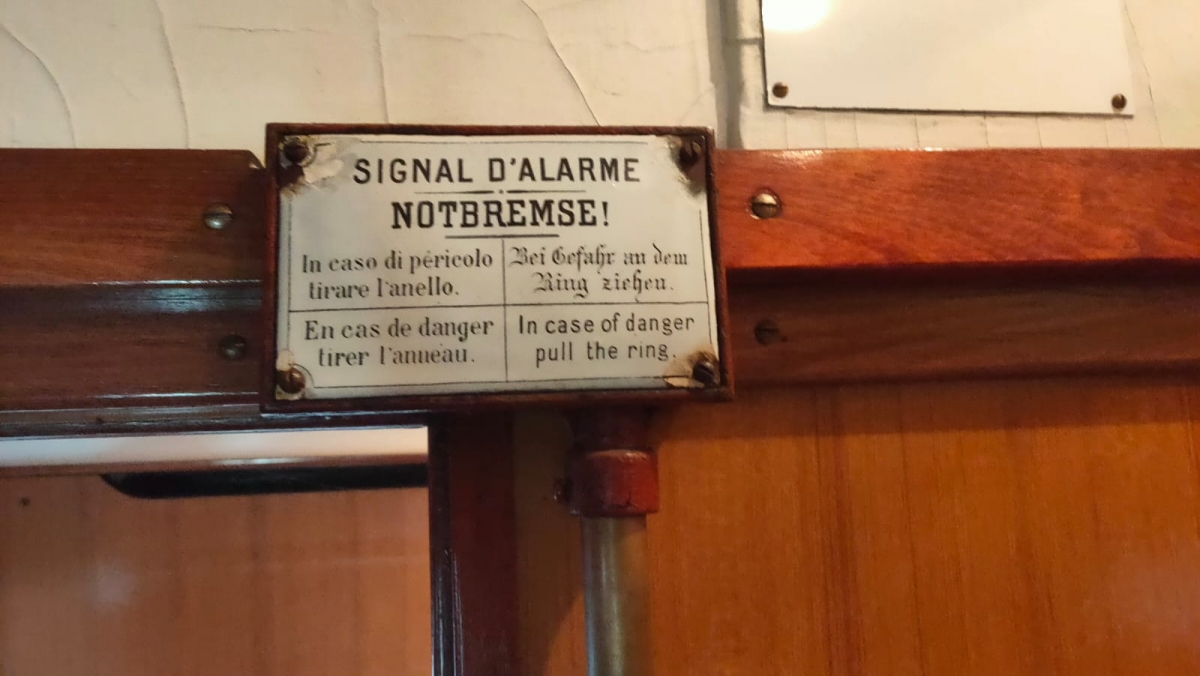 SIGNAL D'ALARME
NOTBREMSE!
In caso di péricolo
tirare l'anello.
Bei Gefahr an dem
Ring ziehen.
En cas de danger
tirer l'anneau.
In case of danger
pull the ring.